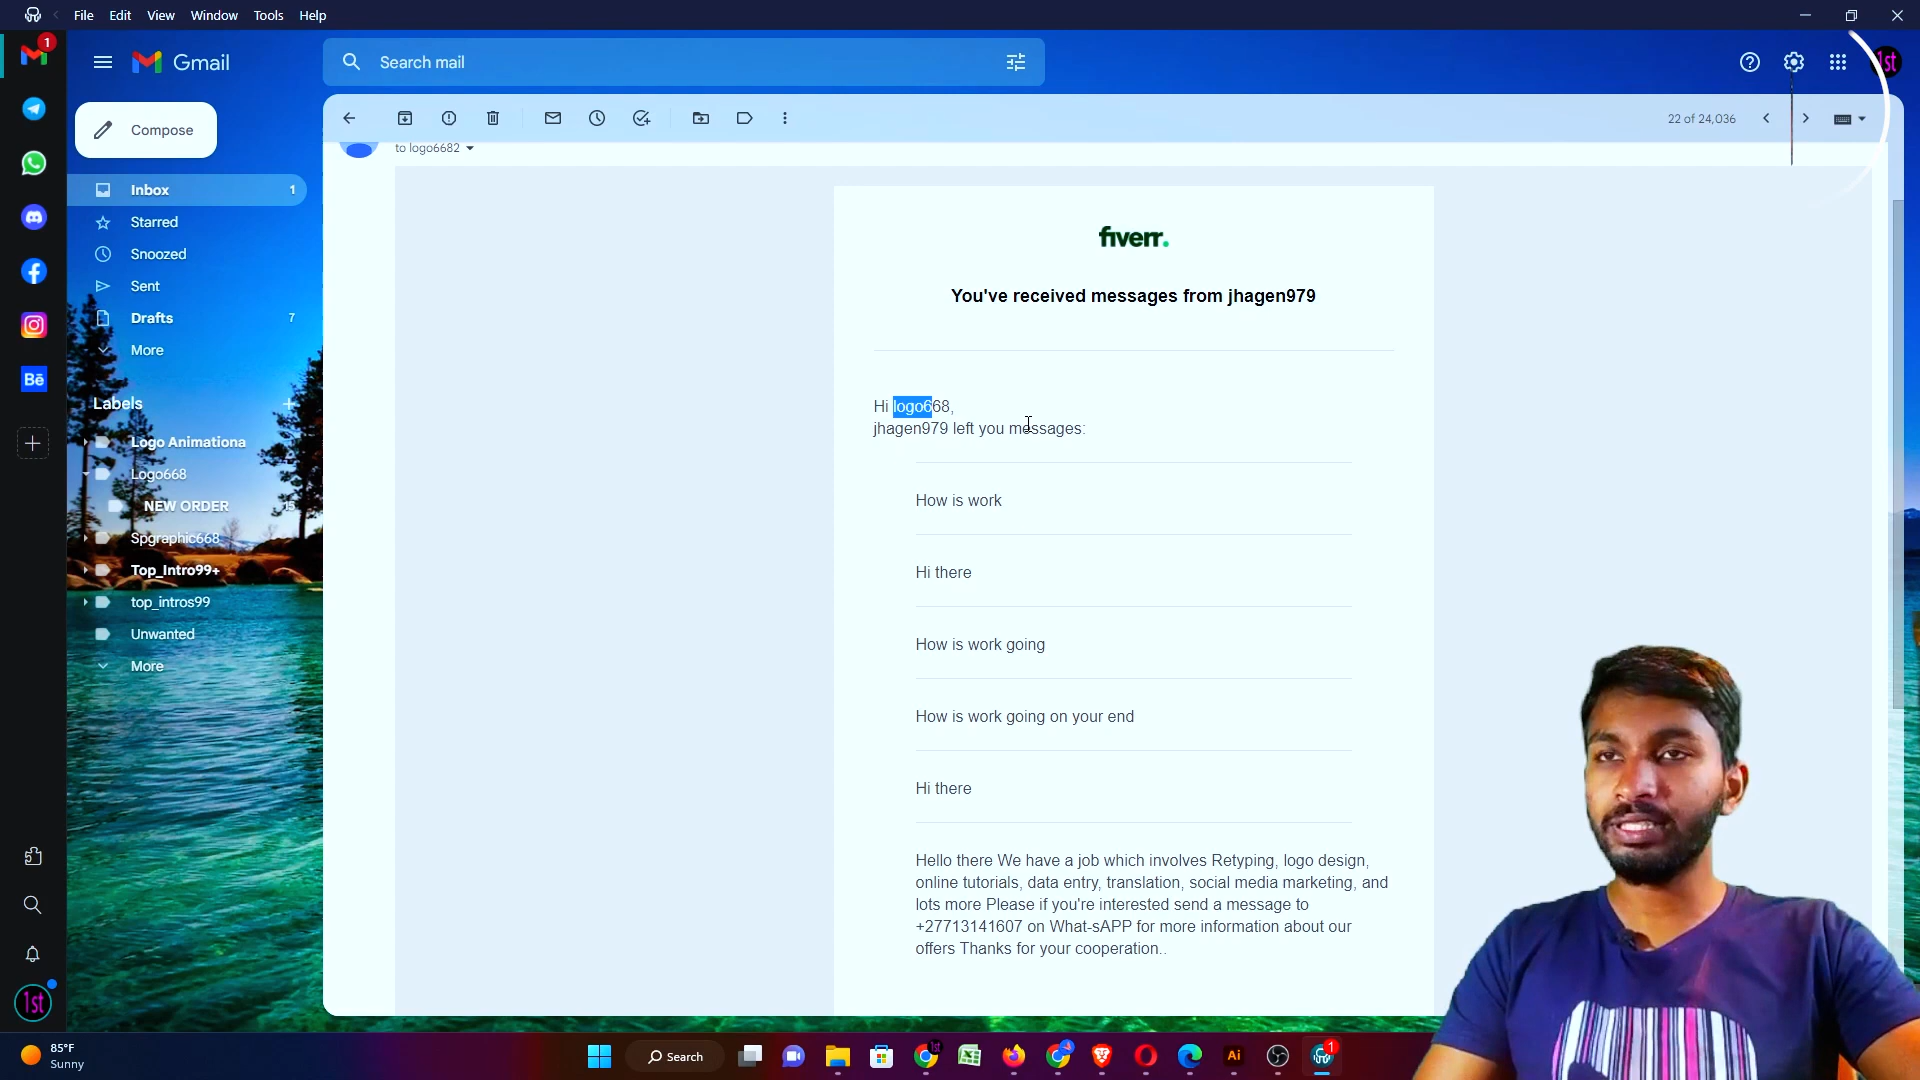 File Edit View Window Tools Help
1
Gmail
Search mail
1st
Compose
22 of 24,036
to logo6682
Inbox 1
Starred
Snoozed
Sent
Drafts 7
More
Labels
Logo Animationa
Logo668
NEW ORDER
Spgraphic668
Top_Intro99+
top_intros99
Unwanted
More
Bē
fiverr.
You've received messages from jhagen979
Hi logo668,
jhagen979 left you messages:
How is work
Hi there
How is work going
How is work going on your end
Hi there
Hello there We have a job which involves Retyping, logo design,
online tutorials, data entry, translation, social media marketing, and
lots more Please if you're interested send a message to
+27713141607 on What-sAPP for more information about our
offers Thanks for your cooperation..
1st
85°F
Sunny
Search
Ai
1